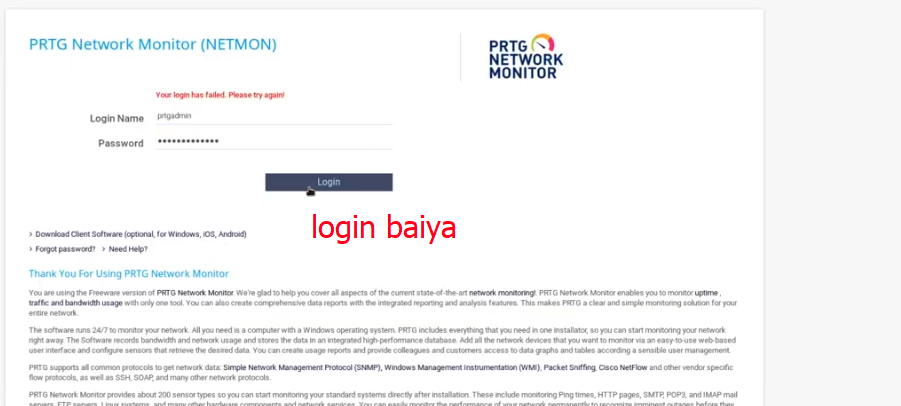 PRTG Network Monitor (NETMON)
PRTG
NETWORK
MONITOR
Your login has failed. Please try again!
Login Name prtgadmin
Password •••••••••••••
Login
login baiya
› Download Client Software (optional, for Windows, iOS, Android)
› Forgot password? › Need Help?
Thank You For Using PRTG Network Monitor
You are using the Freeware version of PRTG Network Monitor. We're glad to help you cover all aspects of the current state-of-the-art network monitoring!. PRTG Network Monitor enables you to monitor uptime ,
traffic and bandwidth usage with only one tool. You can also create comprehensive data reports with the integrated reporting and analysis features. This makes PRTG a clear and simple monitoring solution for your
entire network.
The software runs 24/7 to monitor your network. All you need is a computer with a Windows operating system. PRTG includes everything that you need in one installator, so you can start monitoring your network
right away. The Software records bandwidth and network usage and stores the data in an integrated high-performance database. Add all the network devices that you want to monitor via an easy-to-use web-based
user interface and configure sensors that retrieve the desired data. You can create usage reports and provide colleagues and customers access to data graphs and tables according a sensible user management.
PRTG supports all common protocols to get network data: Simple Network Management Protocol (SNMP), Windows Management Instrumentation (WMI), Packet Sniffing, Cisco NetFlow and other vendor specific
flow protocols, as well as SSH, SOAP, and many other network protocols.
PRTG Network Monitor provides about 200 sensor types so you can start monitoring your standard systems directly after installation. These include monitoring Ping times, HTTP pages, SMTP, POP3, and IMAP mail
servers, FTP servers, Linux systems, and many other hardware components and network services. You can easily monitor the performance of your network permanently to recognize imminent outages before they